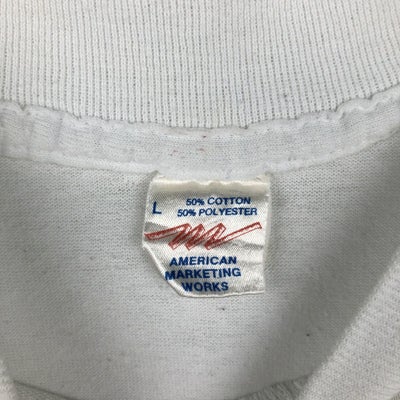 L 50% COTTON
50% POLYESTER
AMERICAN
MARKETING
WORKS